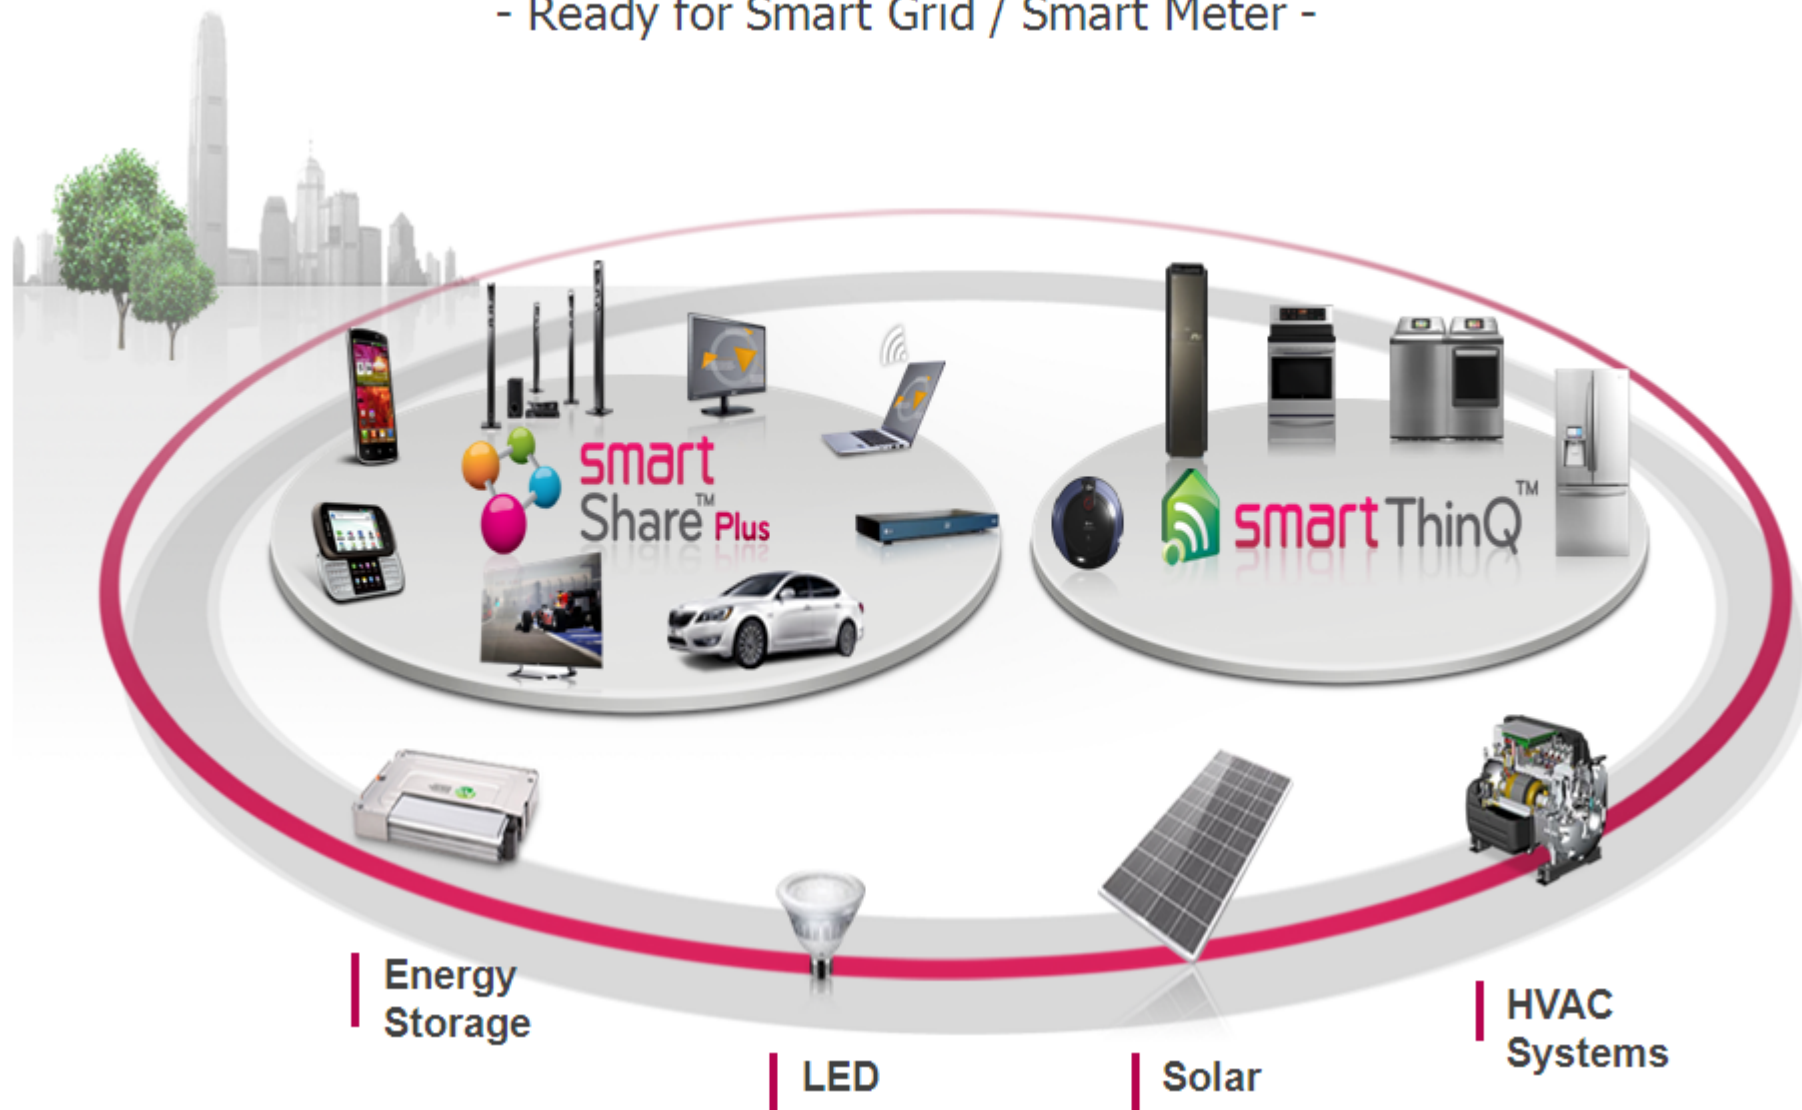 - Ready for Smart Grid / Smart Meter -
smart
Share™ Plus
smart ThinQ™
Energy
Storage
LED
Solar
HVAC
Systems